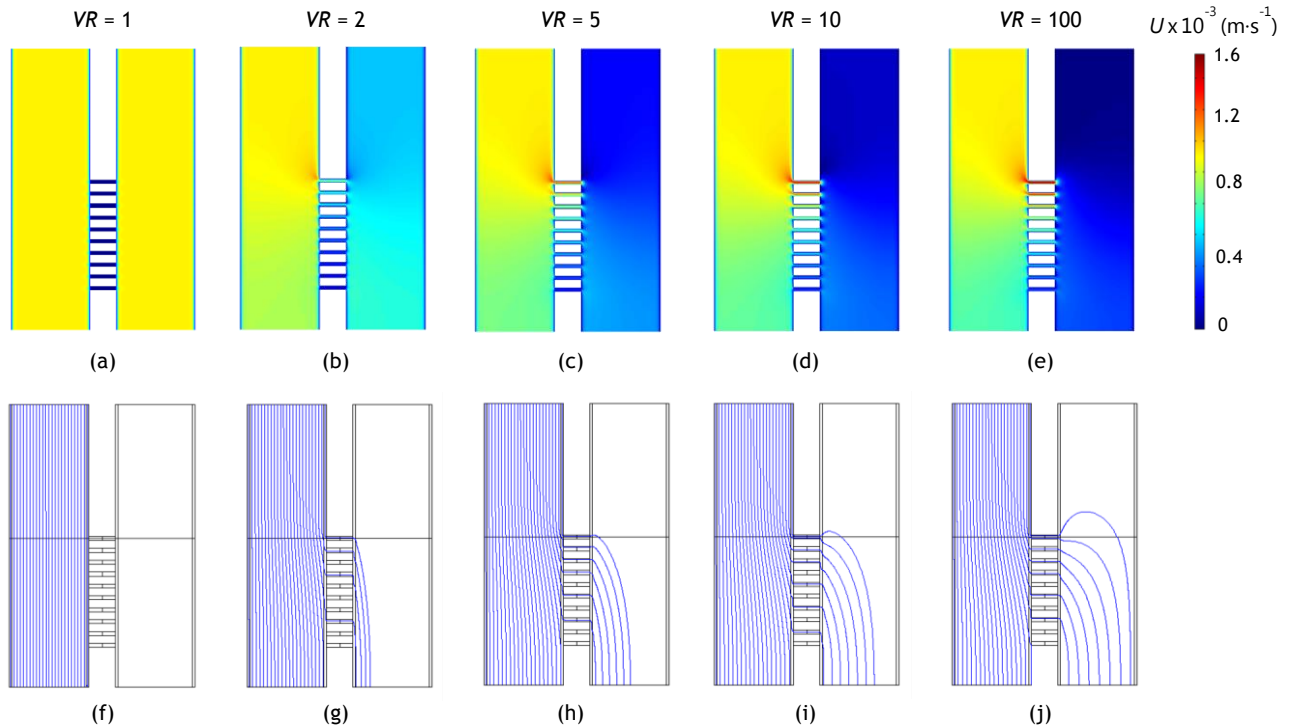 VR = 1 VR = 2 VR = 5 VR = 10 VR = 100 U x 10⁻³ (m·s⁻¹)
1.6
1.2
0.8
0.4
0
(a) (b) (c) (d) (e)
(f) (g) (h) (i) (j)